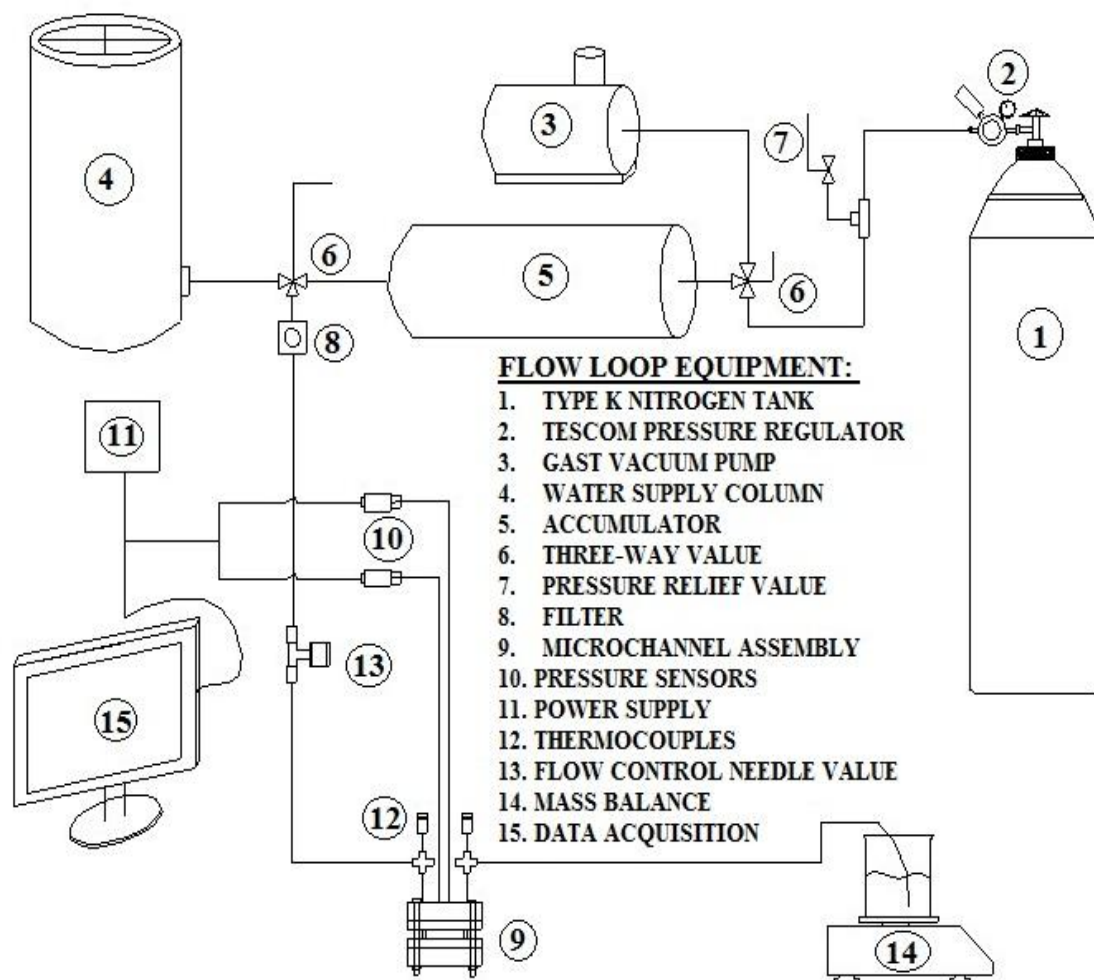 2
3
7
4
6
5
6
8
1
FLOW LOOP EQUIPMENT:
1. TYPE K NITROGEN TANK
2. TESCOM PRESSURE REGULATOR
3. GAST VACUUM PUMP
4. WATER SUPPLY COLUMN
5. ACCUMULATOR
6. THREE-WAY VALUE
7. PRESSURE RELIEF VALUE
8. FILTER
9. MICROCHANNEL ASSEMBLY
10. PRESSURE SENSORS
11. POWER SUPPLY
12. THERMOCOUPLES
13. FLOW CONTROL NEEDLE VALUE
14. MASS BALANCE
15. DATA ACQUISITION
11
10
13
15
12
9
14